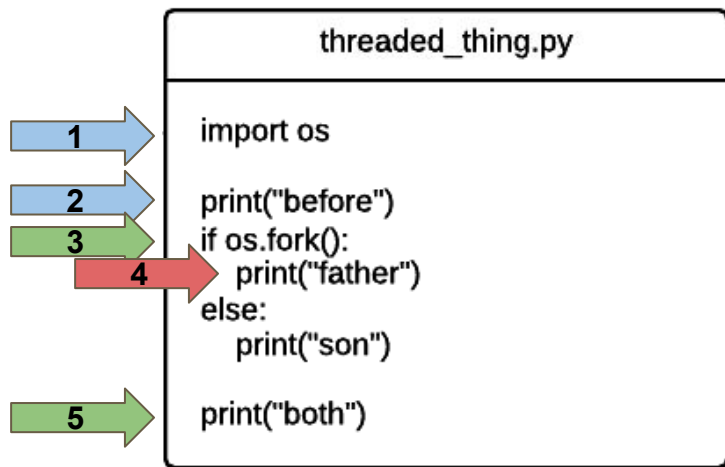 threaded_thing.py
1 import os
2 print("before")
3 if os.fork():
4 print("father")
else:
print("son")
5 print("both")